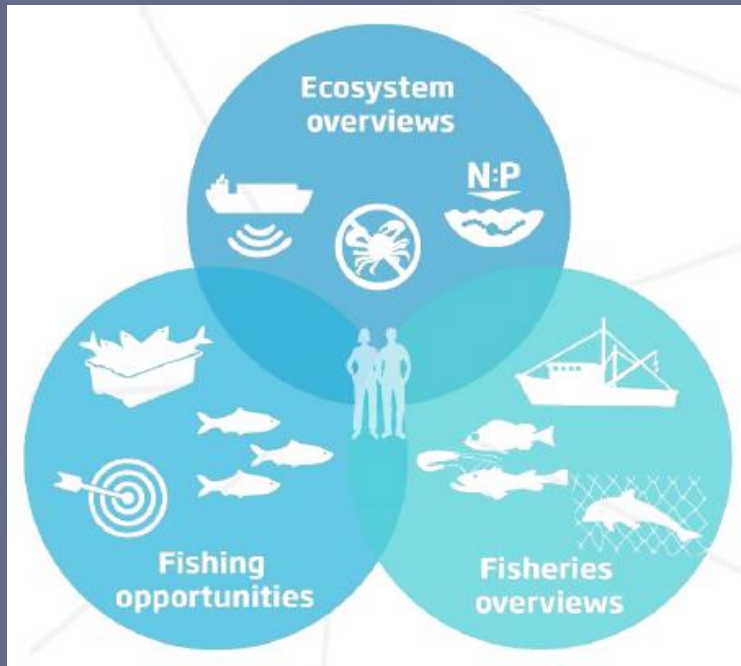 Ecosystem
overviews
N:P
Fishing
opportunities
Fisheries
overviews